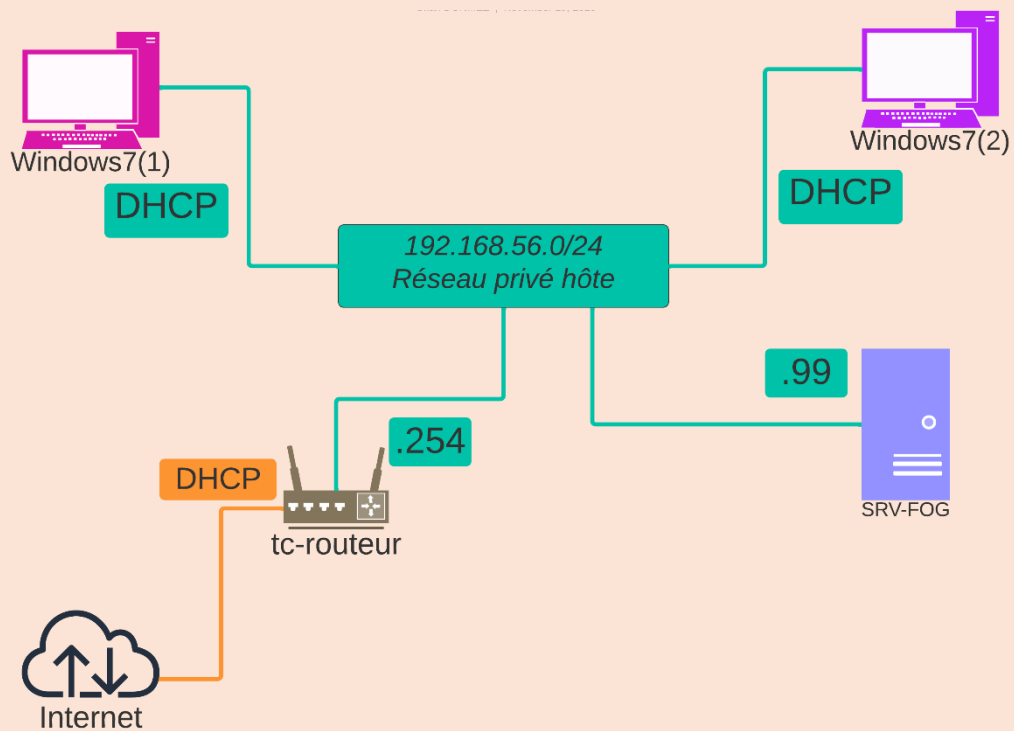 Windows7(1)
DHCP
Windows7(2)
DHCP
192.168.56.0/24
Réseau privé hôte
.99
SRV-FOG
.254
DHCP
tc-routeur
Internet